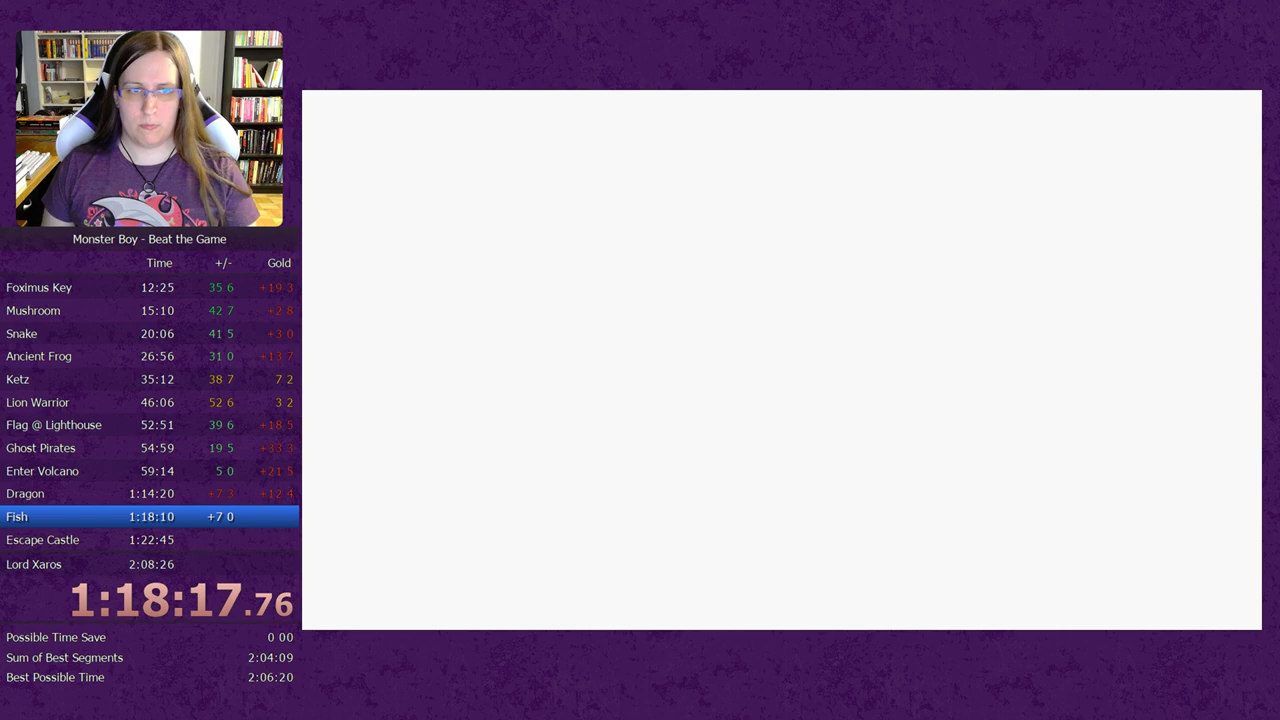 Monster Boy - Beat the Game
Time +/- Gold
Foximus Key 12:25 35 6 +19 3
Mushroom 15:10 42 7 +2 8
Snake 20:06 41 5 +3 0
Ancient Frog 26:56 31 0 +13 7
Ketz 35:12 38 7 7 2
Lion Warrior 46:06 52 6 3 2
Flag @ Lighthouse 52:51 39 6 +18 5
Ghost Pirates 54:59 19 5 +33 3
Enter Volcano 59:14 5 0 +21 5
Dragon 1:14:20 +7 3 +12 4
Fish 1:18:10 +7 0
Escape Castle 1:22:45
Lord Xaros 2:08:26
1:18:17.76
Possible Time Save 0 00
Sum of Best Segments 2:04:09
Best Possible Time 2:06:20